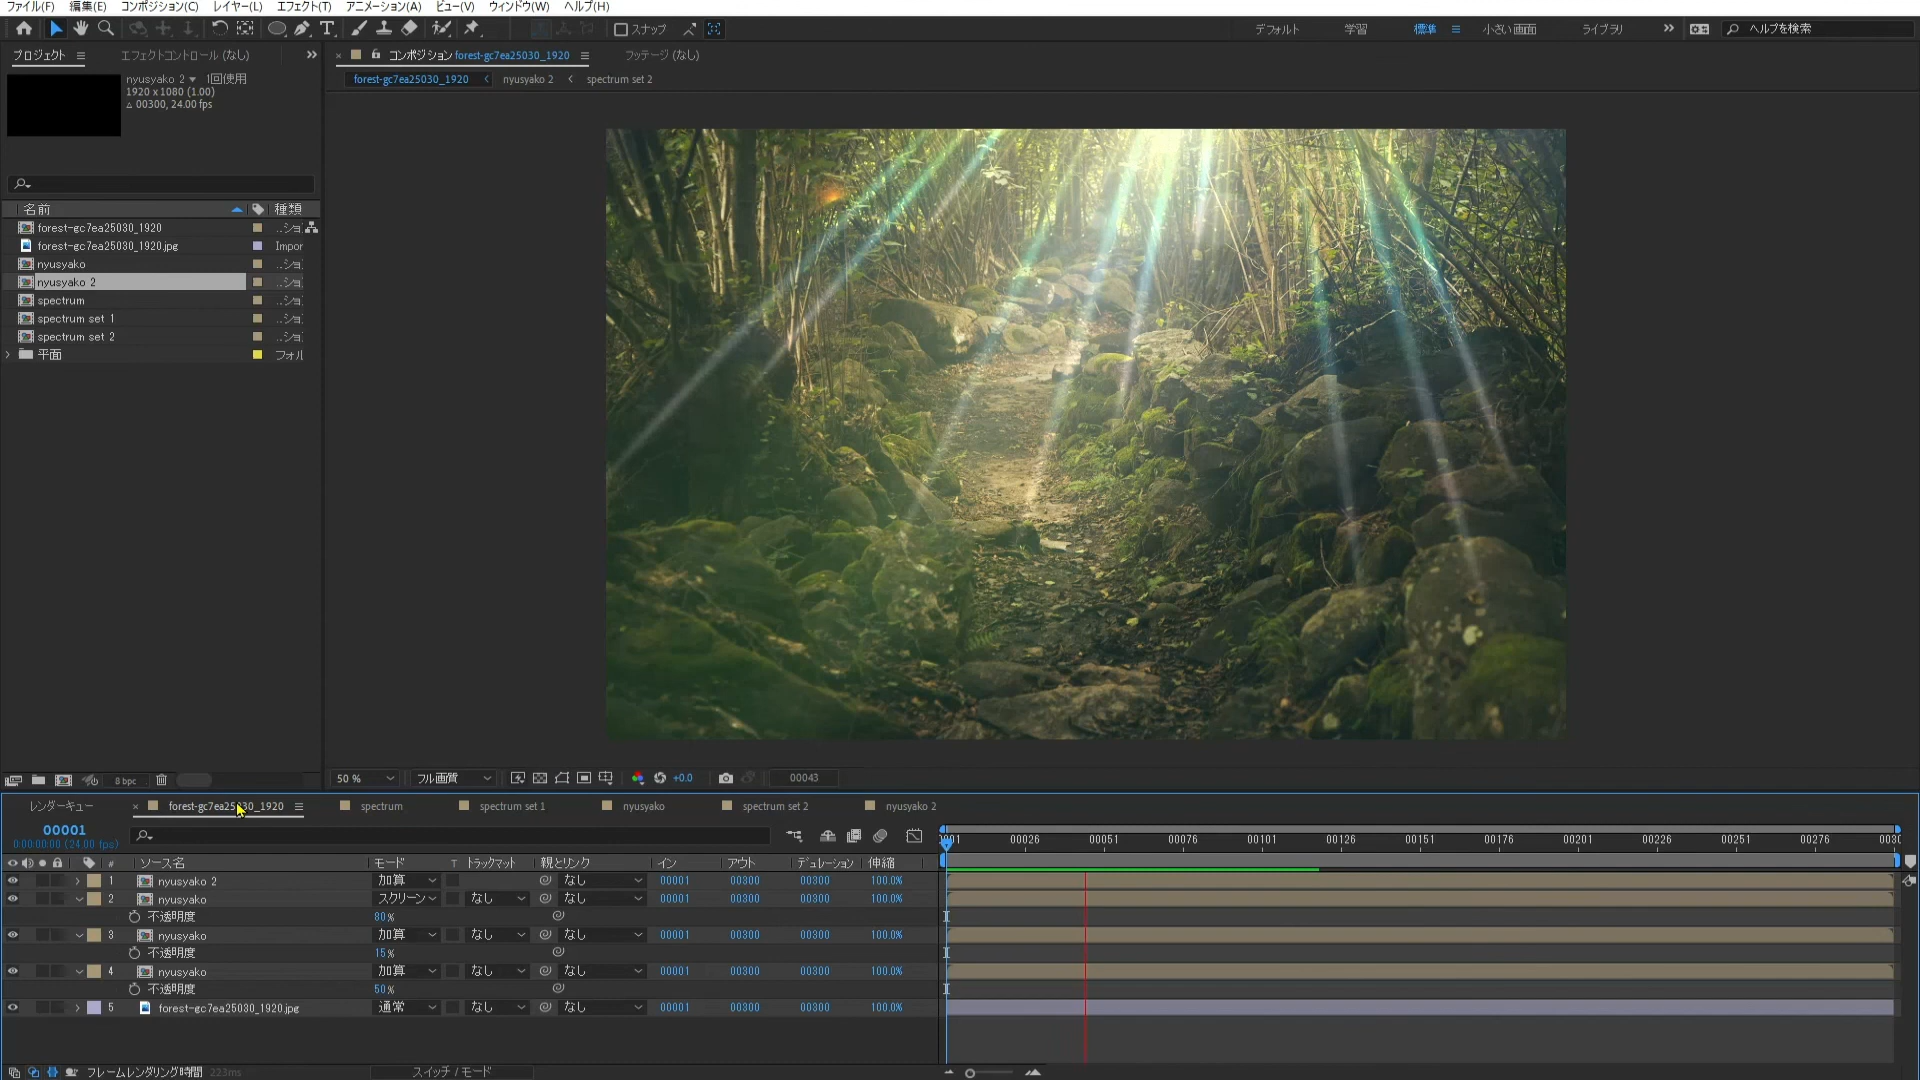 ファイル(F) 編集(E) コンポジション(C) レイヤー(L) エフェクト(T) アニメーション(A) ビュー(V) ウィンドウ(W) ヘルプ(H)
スナップ デフォルト 学習 標準 小さい画面 ライブラリ ヘルプを検索
プロジェクト エフェクトコントロール (なし) コンポジション forest-gc7ea25030_1920 フッテージ (なし)
nyusyako 2 1回使用
1920 x 1080 (1.00)
△ 00300, 24.00 fps
forest-gc7ea25030_1920 nyusyako 2 spectrum set 2
名前 種類
forest-gc7ea25030_1920 ..ショ
forest-gc7ea25030_1920.jpg Impor
nyusyako ..ショ
nyusyako 2 ..ショ
spectrum ..ショ
spectrum set 1 ..ショ
spectrum set 2 ..ショ
平面 フォル
8 bpc 50 % フル画質 +0.0 00043
レンダーキュー forest-gc7ea25030_1920 spectrum spectrum set 1 nyusyako spectrum set 2 nyusyako 2
00001
0:00:00:00 (24.00 fps)
00026 00051 00076 00101 00126 00151 00176 00201 00226 00251 00276
# ソース名 モード T トラックマット 親とリンク イン アウト デュレーション 伸縮
1 nyusyako 2 加算 なし 00001 00300 00300 100.0%
2 nyusyako スクリーン なし なし 00001 00300 00300 100.0%
不透明度 80%
3 nyusyako 加算 なし なし 00001 00300 00300 100.0%
不透明度 15%
4 nyusyako 加算 なし なし 00001 00300 00300 100.0%
不透明度 50%
5 forest-gc7ea25030_1920.jpg 通常 なし なし 00001 00300 00300 100.0%
フレームレンダリング時間 223ms スイッチ / モード